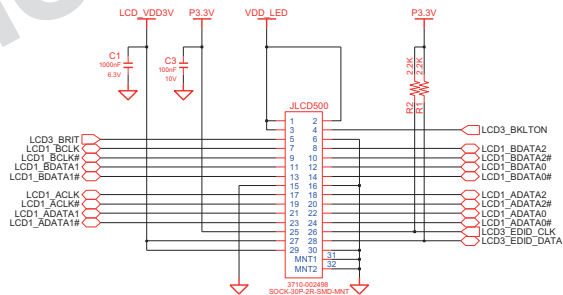 LCD_VDD3V P3.3V VDD_LED P3.3V
C1
1000nF
6.3V
C3
100nF
10V
2.2K
2.2K
R2
R1
JLCD500
1 2
3 4
5 6
7 8
9 10
11 12
13 14
15 16
17 18
19 20
21 22
23 24
25 26
27 28
29 30
MNT1 31
MNT2 32
LCD3_BRIT
LCD1_BCLK
LCD1_BCLK#
LCD1_BDATA1
LCD1_BDATA1#
LCD1_ACLK
LCD1_ACLK#
LCD1_ADATA1
LCD1_ADATA1#
LCD3_BKLTON
LCD1_BDATA2
LCD1_BDATA2#
LCD1_BDATA0
LCD1_BDATA0#
LCD1_ADATA2
LCD1_ADATA2#
LCD1_ADATA0
LCD1_ADATA0#
LCD3_EDID_CLK
LCD3_EDID_DATA
3710-002498
SOCK-30P-2R-SMD-MNT